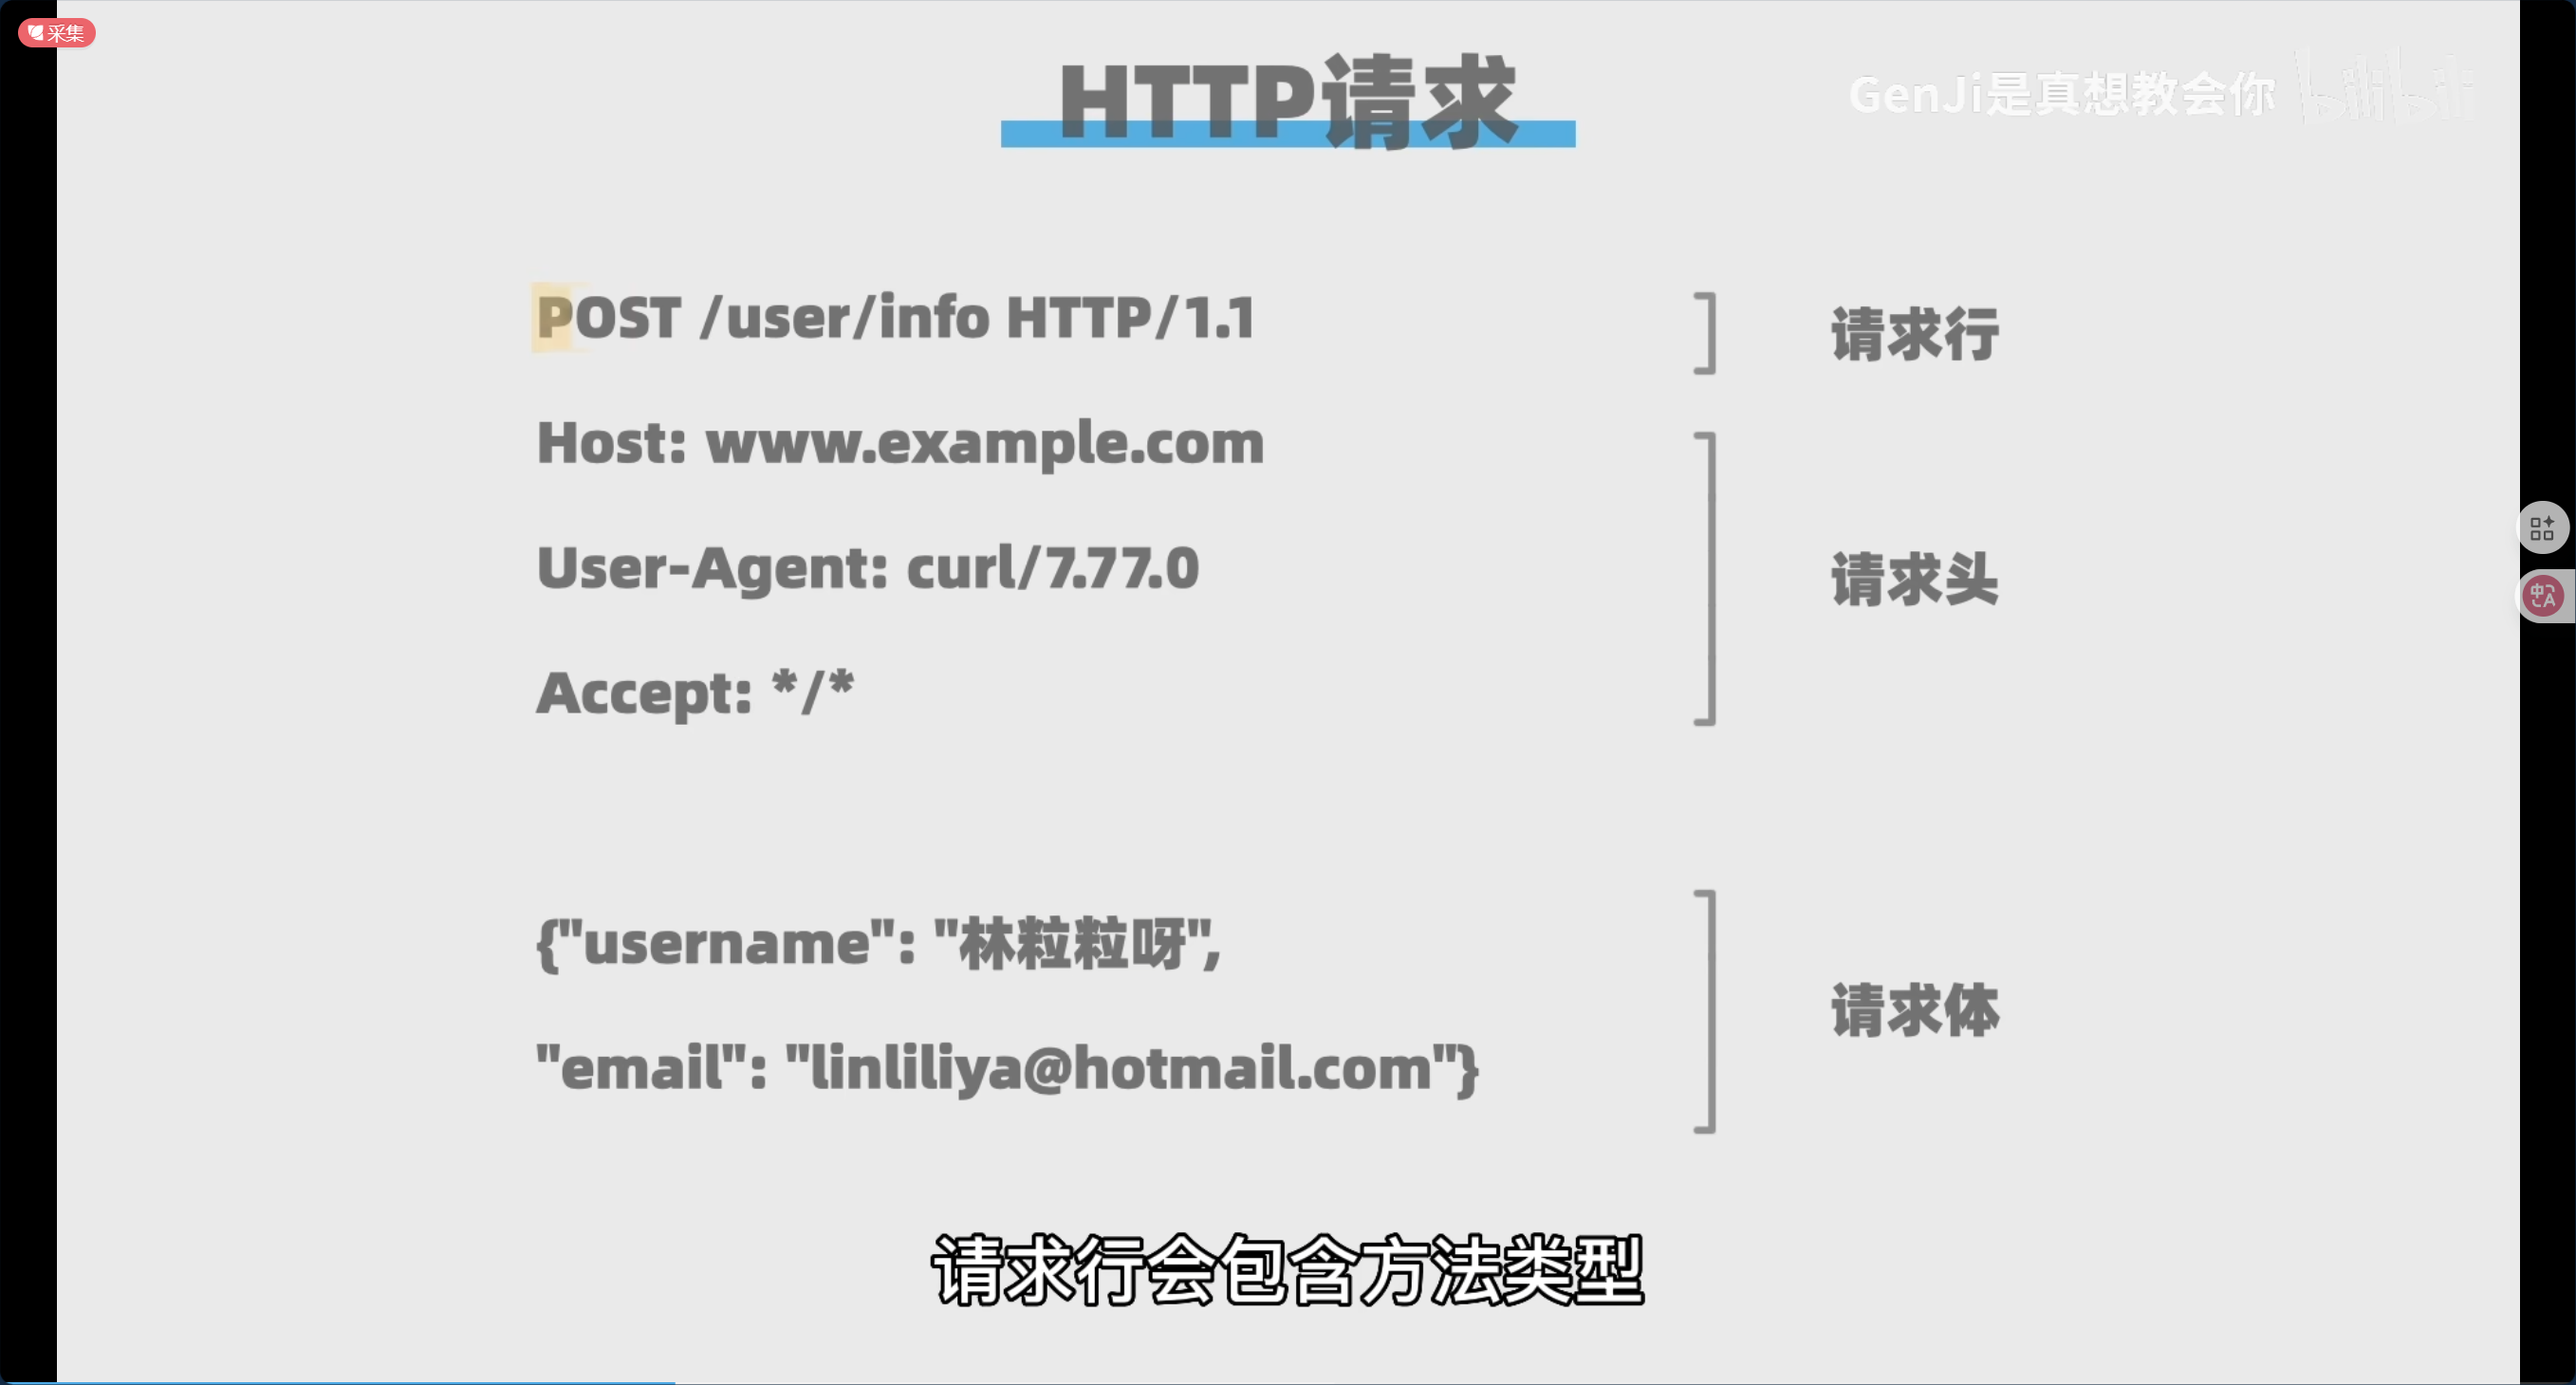 采集
HTTP请求
GenJi是真想教会你 bilibili
POST /user/info HTTP/1.1
请求行
Host: www.example.com
User-Agent: curl/7.77.0
请求头
Accept: */*
{"username": "林粒粒呀",
"email": "linliliya@hotmail.com"}
请求体
请求行会包含方法类型
中A